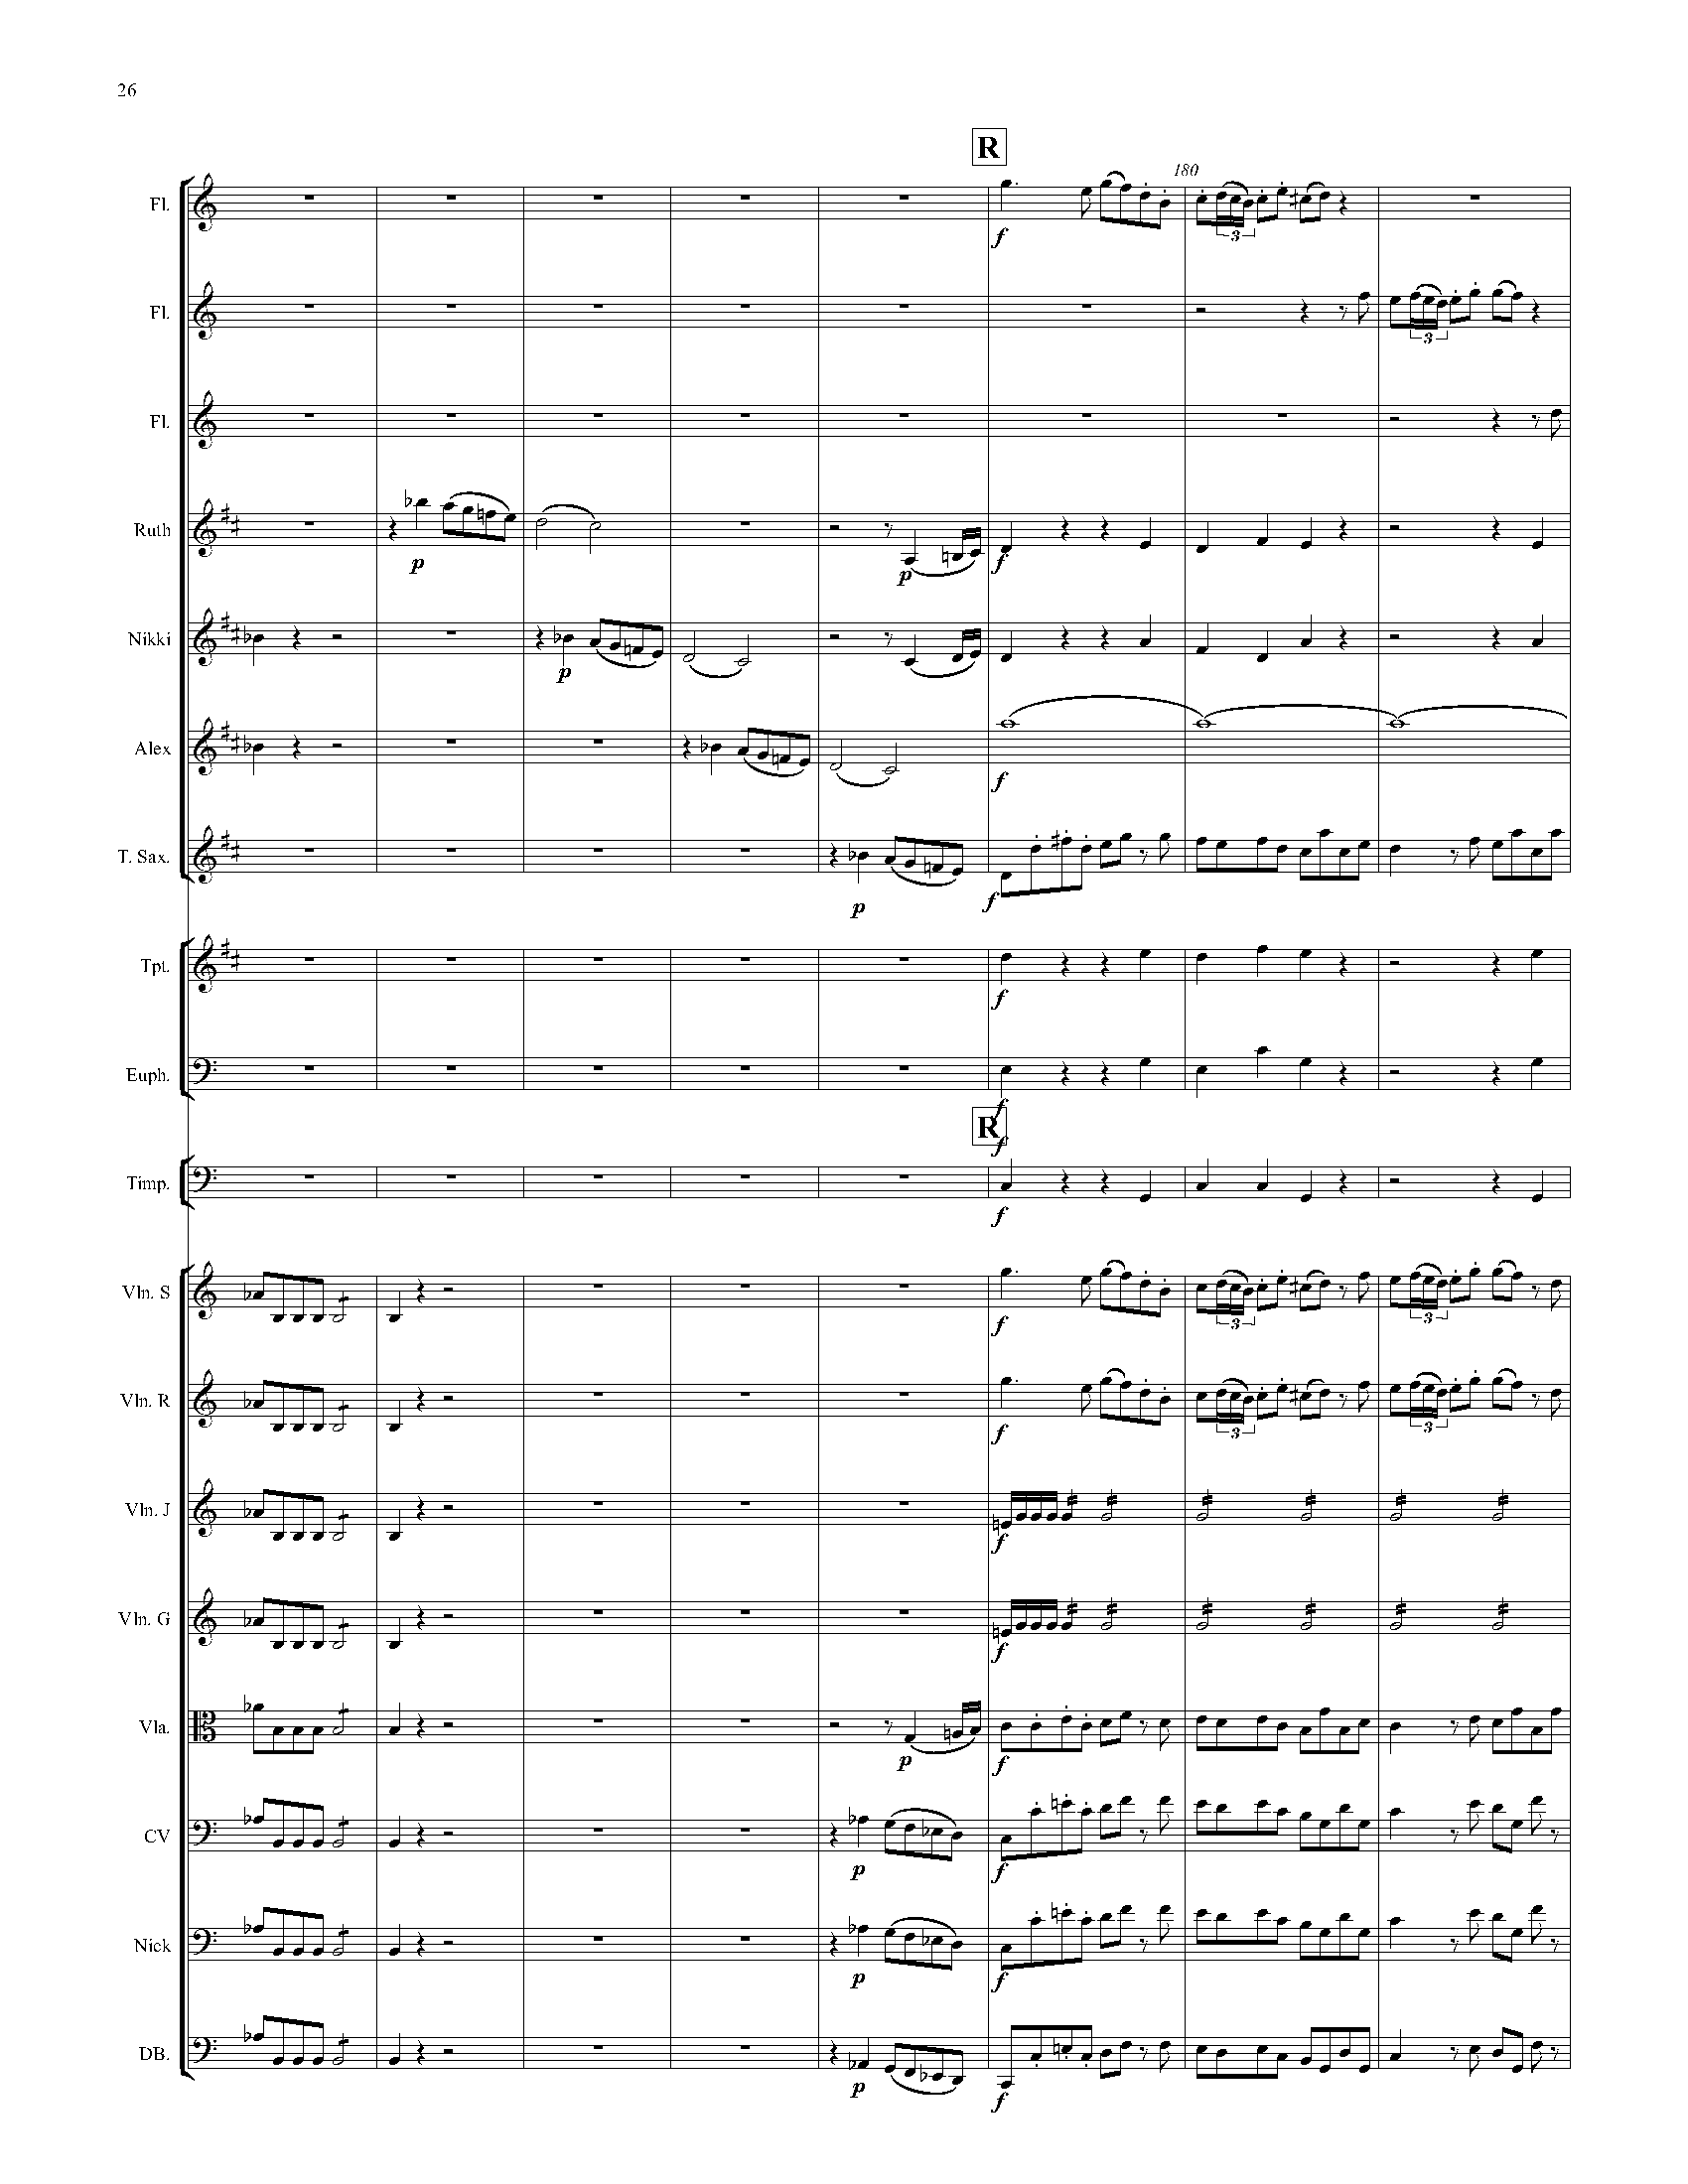 26
R
180
Fl.
f
3
Fl.
3
Fl.
Ruth
p
p
f
Nikki
p
Alex
f
T. Sax.
p
f
Tpt.
f
Euph.
f
R
f
Timp.
f
Vln. S
f
3
3
Vln. R
f
3
3
Vln. J
f
Vln. G
f
Vla.
p
f
CV
p
f
Nick
p
f
DB.
p
f